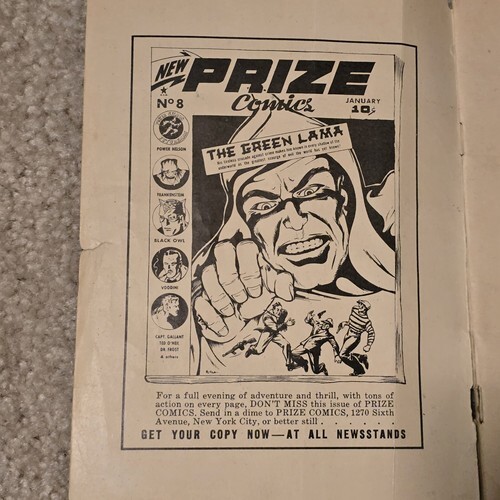 NEW PRIZE
Comics
Nº 8
JANUARY
10¢
THE GREEN LAMA
POWER NELSON
FRANKENSTEIN
BLACK OWL
VOODINI
CAPT. GALLANT
TED O'NEIL
DR. FROST
& others
For a full evening of adventure and thrill, with tons of
action on every page, DON'T MISS this issue of PRIZE
COMICS. Send in a dime to PRIZE COMICS, 1270 Sixth
Avenue, New York City, or better still . . . . . .
GET YOUR COPY NOW—AT ALL NEWSSTANDS